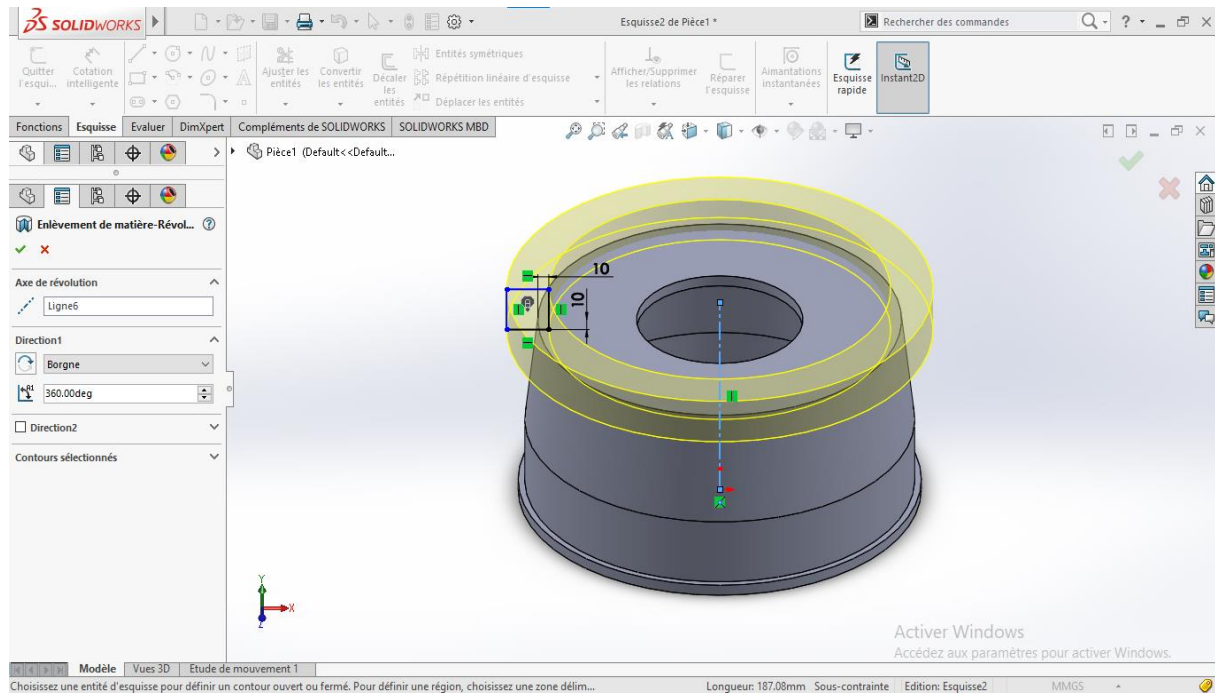 SOLIDWORKS
Esquisse2 de Pièce1 *
Rechercher des commandes
Quitter l'esqui...
Cotation intelligente
Ajuster les entités
Convertir les entités
Décaler les entités
Entités symétriques
Répétition linéaire d'esquisse
Déplacer les entités
Afficher/Supprimer les relations
Réparer l'esquisse
Aimantations instantanées
Esquisse rapide
Instant2D
Fonctions Esquisse Evaluer DimXpert Compléments de SOLIDWORKS SOLIDWORKS MBD
Pièce1 (Default<<Default...
Enlèvement de matière-Révol...
Axe de révolution
Ligne6
Direction1
Borgne
360.00deg
Direction2
Contours sélectionnés
10
10
Y
X
Z
Activer Windows
Accédez aux paramètres pour activer Windows.
Modèle Vues 3D Etude de mouvement 1
Choisissez une entité d'esquisse pour définir un contour ouvert ou fermé. Pour définir une région, choisissez une zone délim... Longueur: 187.08mm Sous-contrainte Edition: Esquisse2 MMGS